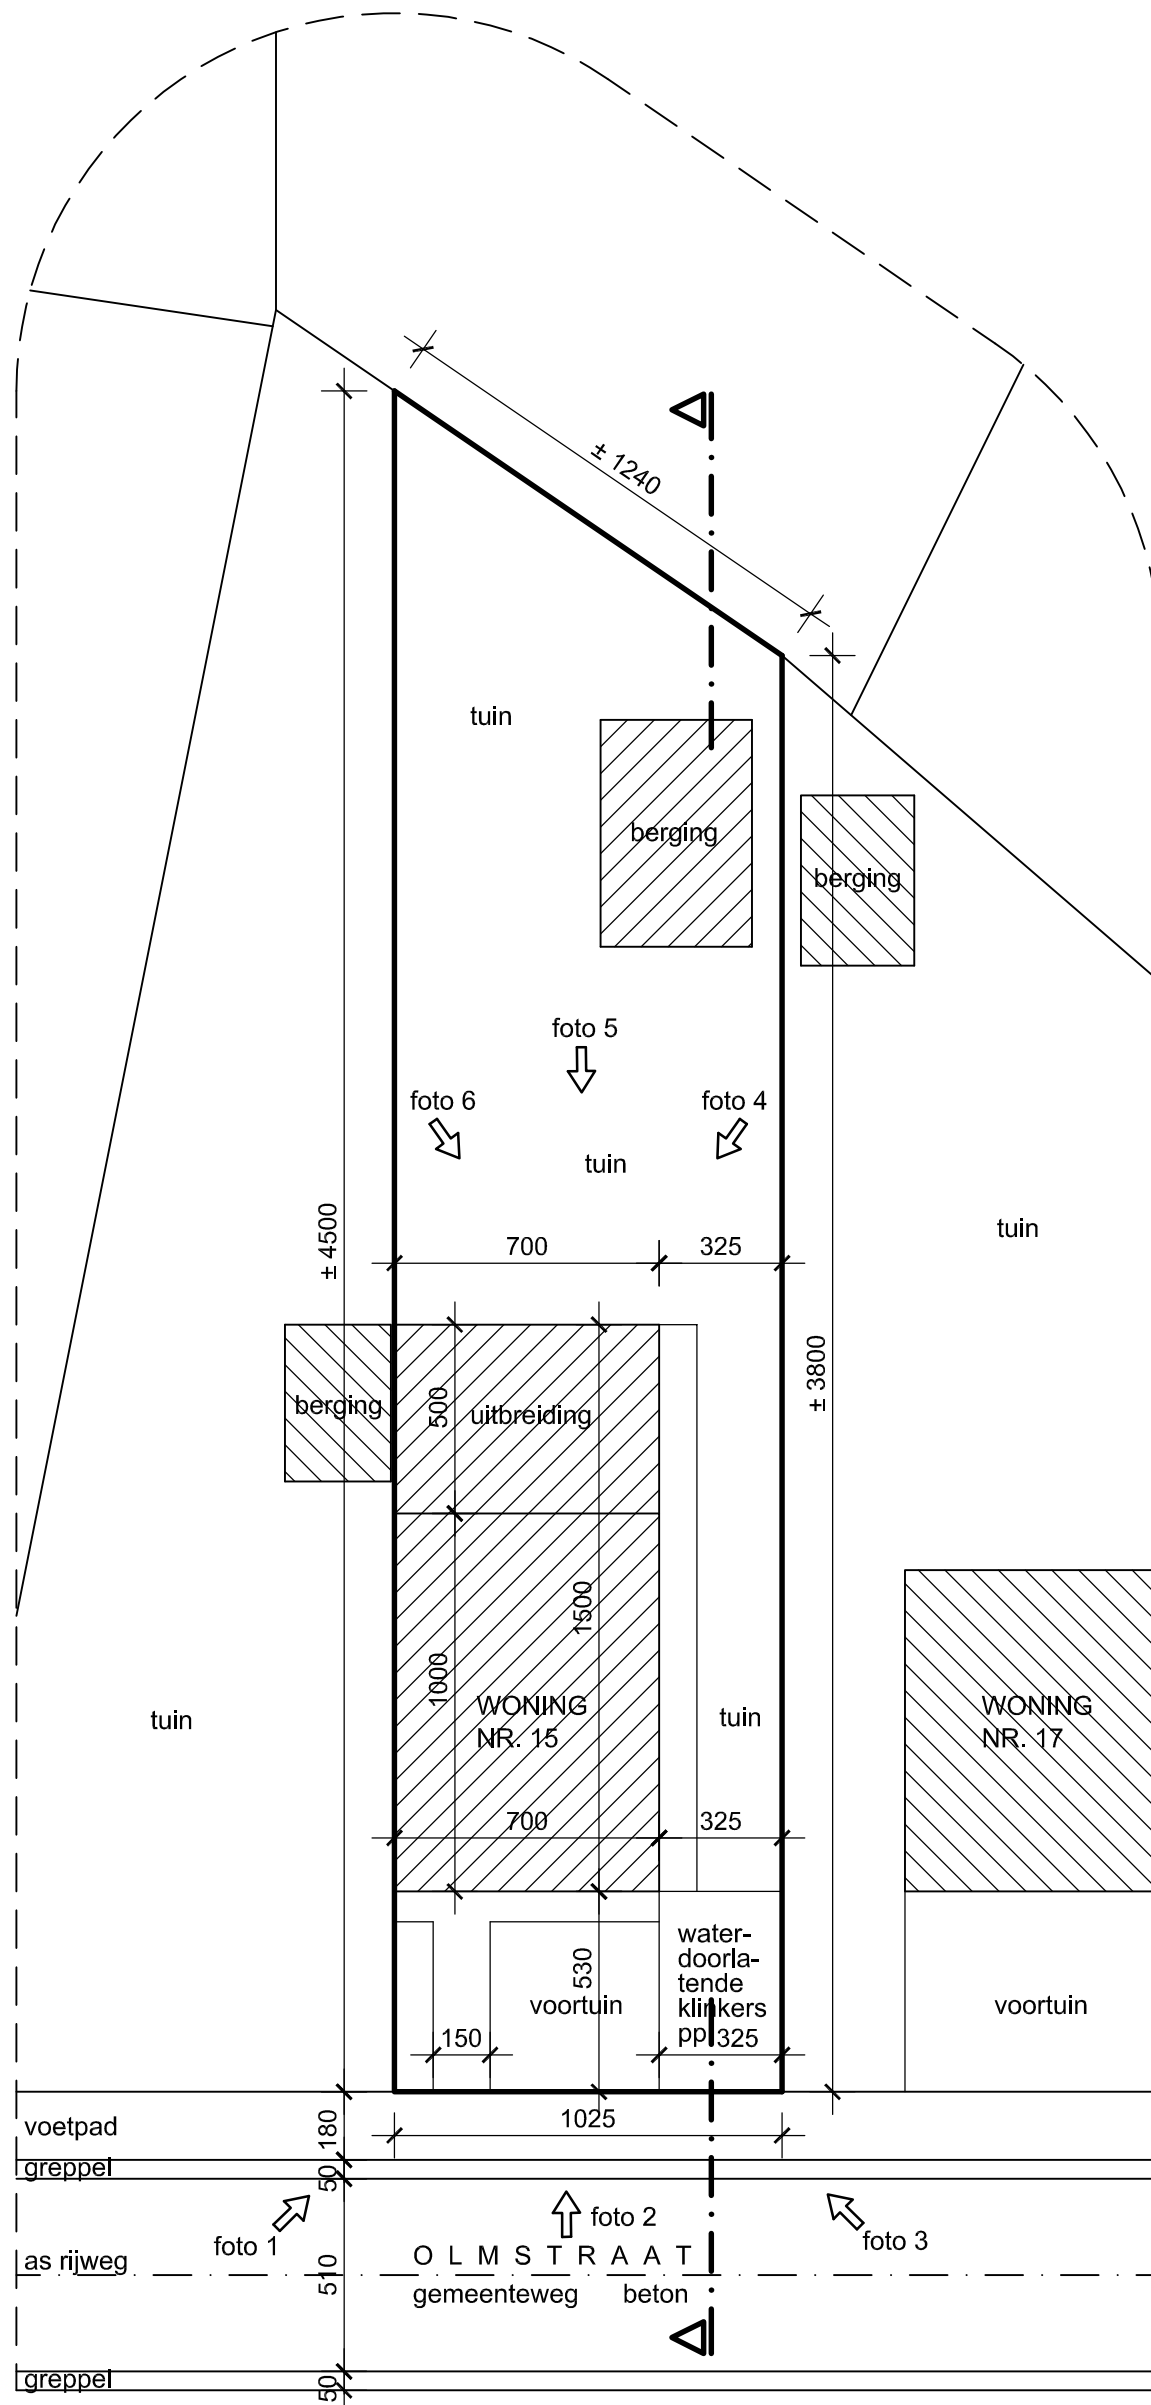 ± 1240
tuin
berging
berging
foto 5
foto 6
foto 4
tuin
± 4500
tuin
700
325
± 3800
berging
500
uitbreiding
1500
1000
WONING
NR. 15
tuin
tuin
WONING
NR. 17
700
325
water-
doorla-
tende
klinkers
pp
530
voortuin
voortuin
150
325
voetpad
180
1025
greppel
50
foto 1
foto 2
foto 3
as rijweg
510
OLMSTRAAT
gemeenteweg beton
greppel
50